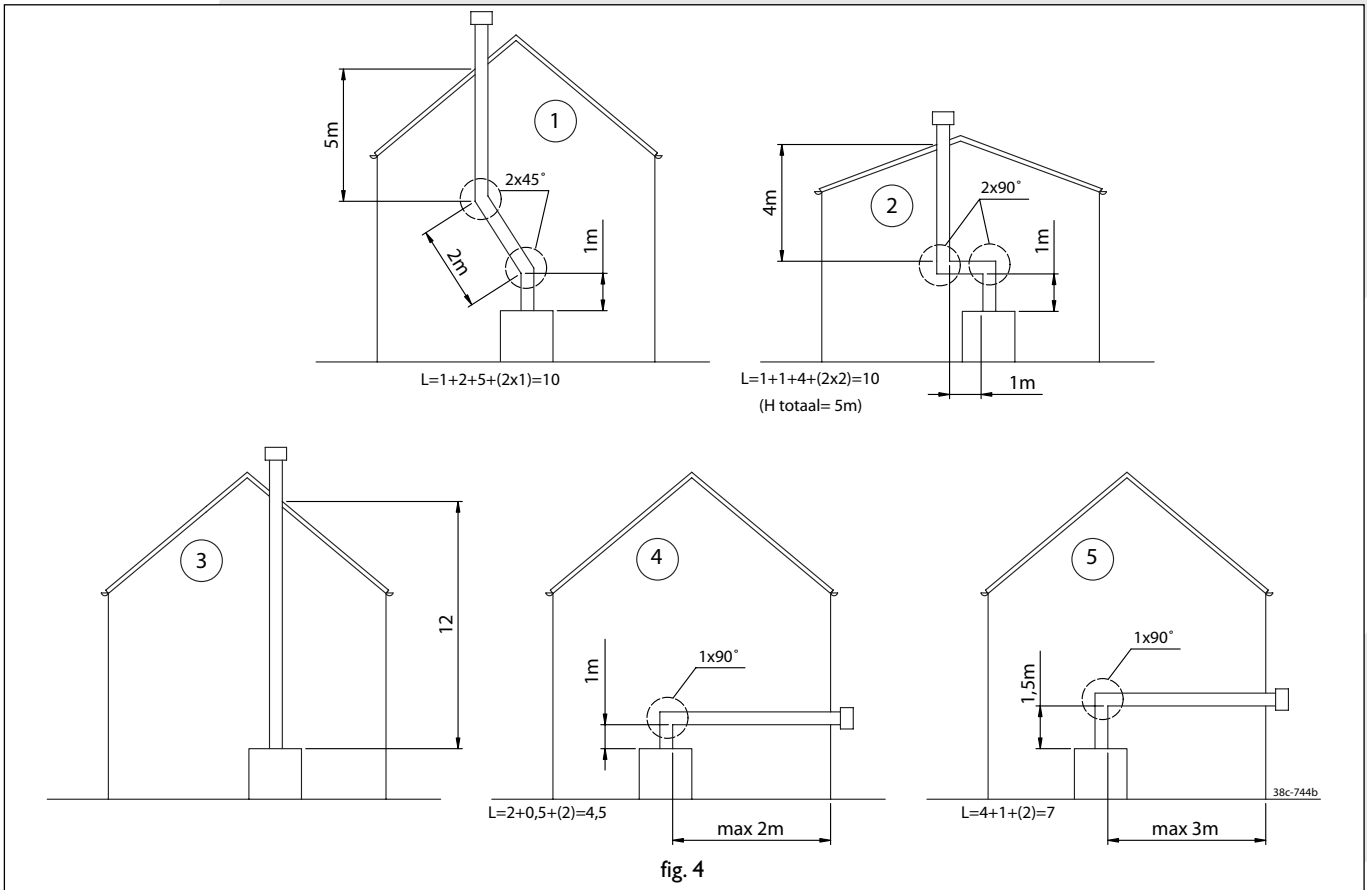 5m
1
2x45˚
2m
1m
L=1+2+5+(2x1)=10
4m
2
2x90˚
1m
L=1+1+4+(2x2)=10
(H totaal= 5m)
1m
3
12
4
1m
1x90˚
L=2+0,5+(2)=4,5
max 2m
5
1,5m
1x90˚
L=4+1+(2)=7
max 3m
38c-744b
fig. 4